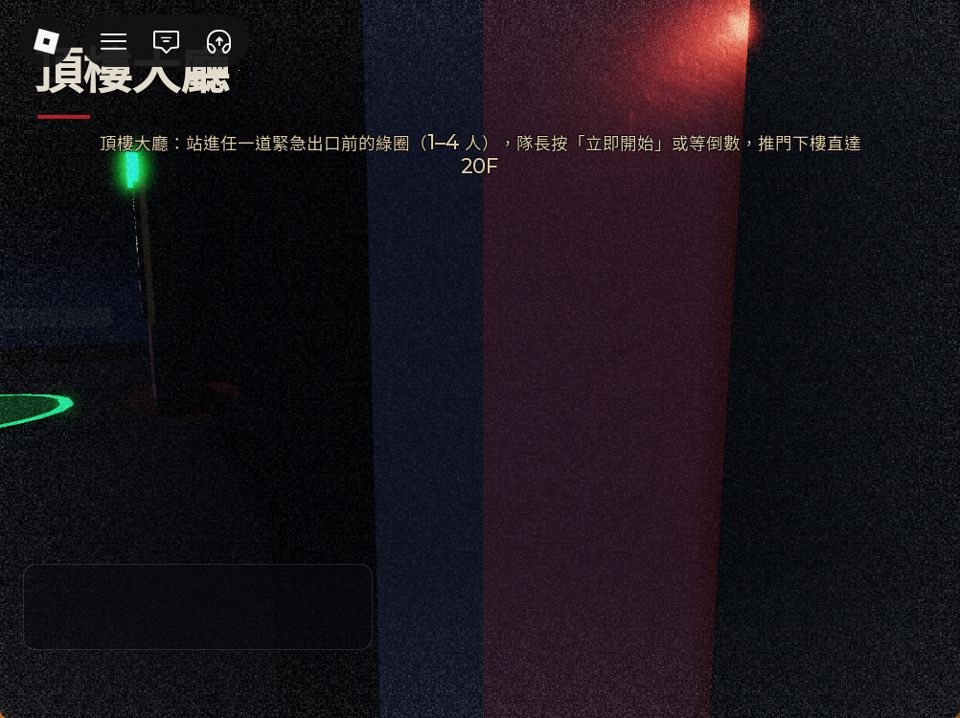 頂樓大廳
頂樓大廳：站進任一道緊急出口前的綠圈（1–4 人），隊長按「立即開始」或等倒數，推門下樓直達
20F